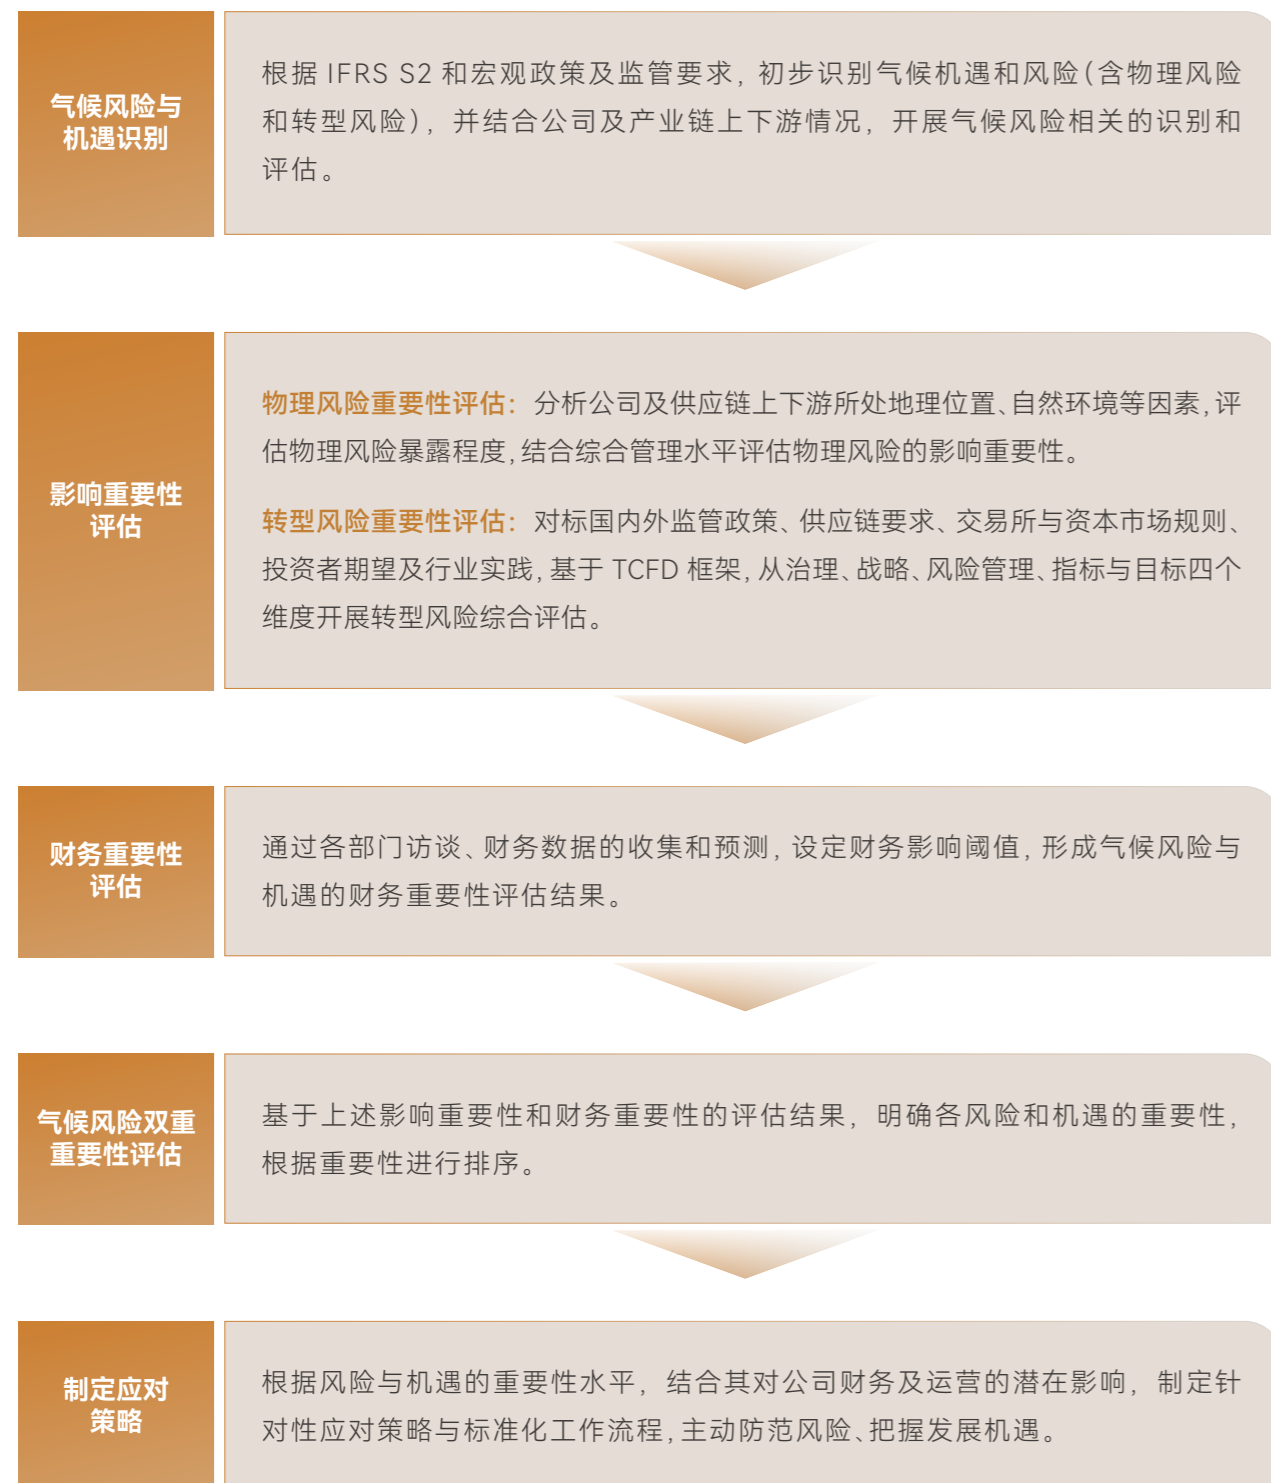 气候风险与
机遇识别
根据 IFRS S2 和宏观政策及监管要求，初步识别气候机遇和风险（含物理风险
和转型风险），并结合公司及产业链上下游情况，开展气候风险相关的识别和
评估。
影响重要性
评估
物理风险重要性评估：分析公司及供应链上下游所处地理位置、自然环境等因素，评
估物理风险暴露程度，结合综合管理水平评估物理风险的影响重要性。
转型风险重要性评估：对标国内外监管政策、供应链要求、交易所与资本市场规则、
投资者期望及行业实践，基于 TCFD 框架，从治理、战略、风险管理、指标与目标四个
维度开展转型风险综合评估。
财务重要性
评估
通过各部门访谈、财务数据的收集和预测，设定财务影响阈值，形成气候风险与
机遇的财务重要性评估结果。
气候风险双重
重要性评估
基于上述影响重要性和财务重要性的评估结果，明确各风险和机遇的重要性，
根据重要性进行排序。
制定应对
策略
根据风险与机遇的重要性水平，结合其对公司财务及运营的潜在影响，制定针
对性应对策略与标准化工作流程，主动防范风险、把握发展机遇。